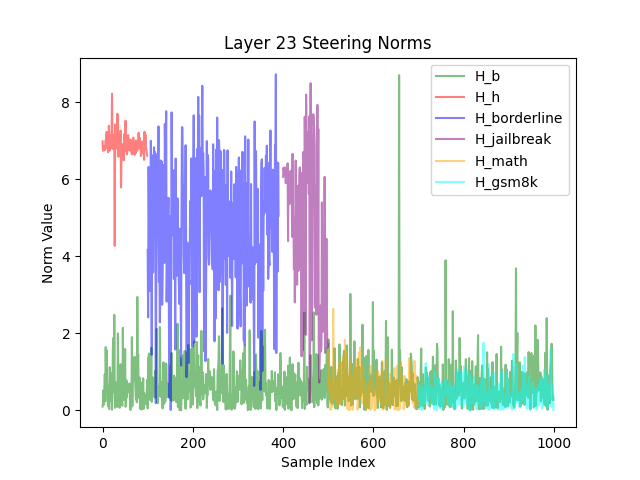 Layer 23 Steering Norms
H_b
H_h
H_borderline
H_jailbreak
H_math
H_gsm8k
Norm Value
8
6
4
2
0
0
200
400
600
800
1000
Sample Index